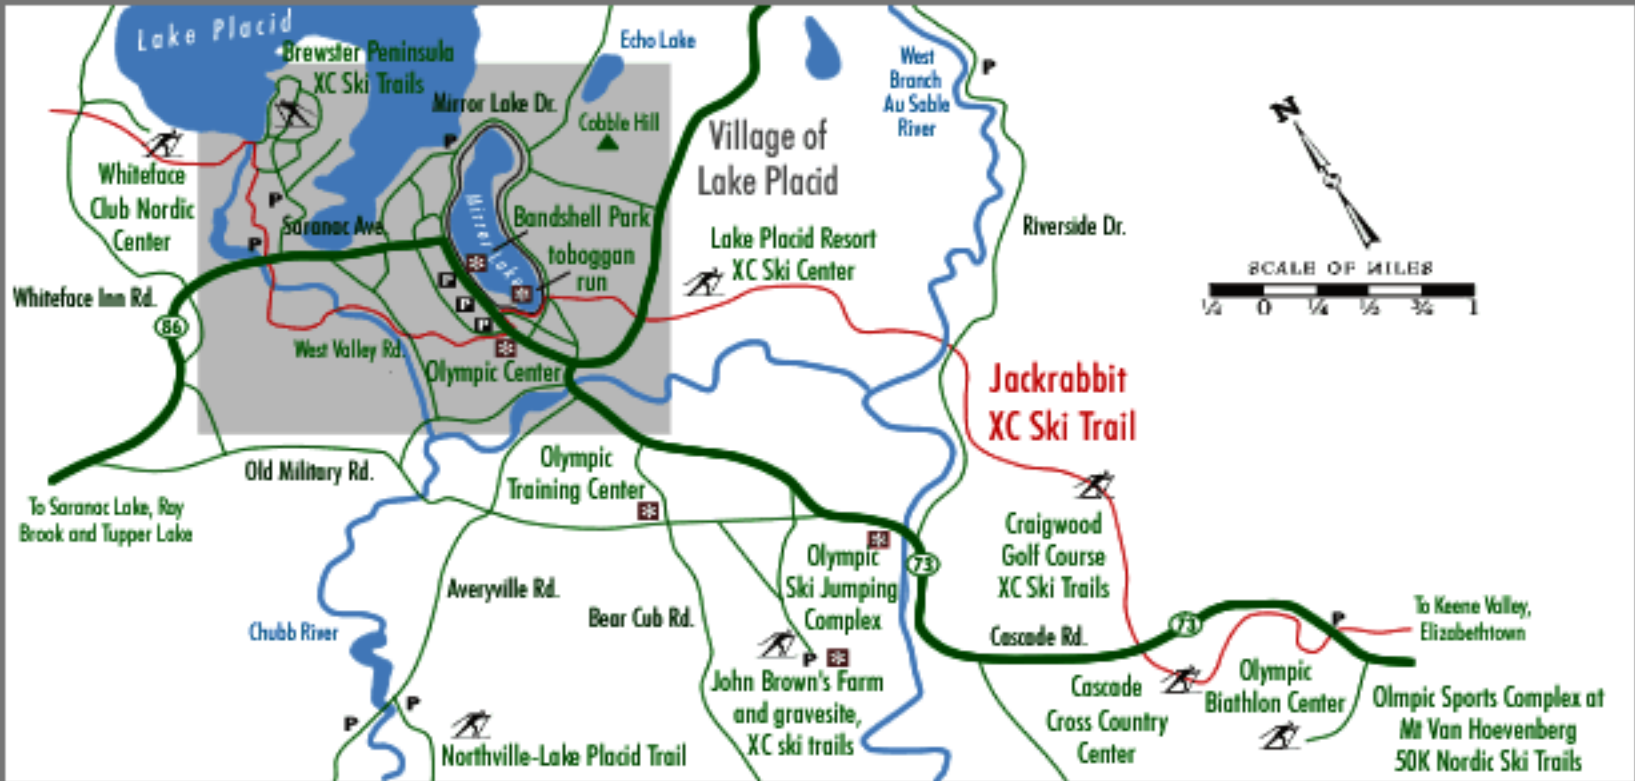 Lake Placid
Brewster Peninsula
XC Ski Trails
Echo Lake
West
Branch
Au Sable
River
P
Mirror Lake Dr.
Cobble Hill
P
Village of
Lake Placid
N
Whiteface
Club Nordic
Center
P
Saranac Ave.
P
Mirror Lake
Bandshell Park
toboggan
run
Lake Placid Resort
XC Ski Center
Riverside Dr.
SCALE OF MILES
¼ 0 ¼ ½ ¾ 1
Whiteface Inn Rd.
86
P
P
P
West Valley Rd.
Olympic Center
Jackrabbit
XC Ski Trail
Old Military Rd.
Olympic
Training Center
To Saranac Lake, Ray
Brook and Tupper Lake
Craigwood
Golf Course
XC Ski Trails
Olympic
Ski Jumping
Complex
73
Averyville Rd.
Bear Cub Rd.
Chubb River
Cascade Rd.
73
P
To Keene Valley,
Elizabethtown
P
John Brown's Farm
and gravesite,
XC ski trails
Cascade
Cross Country
Center
Olympic
Biathlon Center
Olmpic Sports Complex at
Mt Van Hoevenberg
50K Nordic Ski Trails
P
P
Northville-Lake Placid Trail